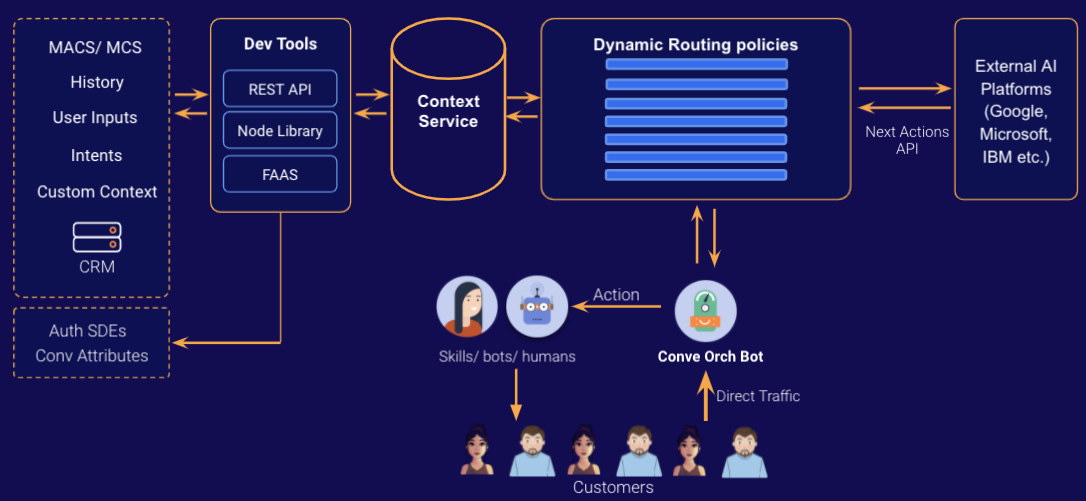 MACS/ MCS
History
User Inputs
Intents
Custom Context
CRM
Auth SDEs
Conv Attributes
Dev Tools
REST API
Node Library
FAAS
Context
Service
Dynamic Routing policies
Next Actions
API
External AI
Platforms
(Google,
Microsoft,
IBM etc.)
Action
Skills/ bots/ humans
Conve Orch Bot
Direct Traffic
Customers